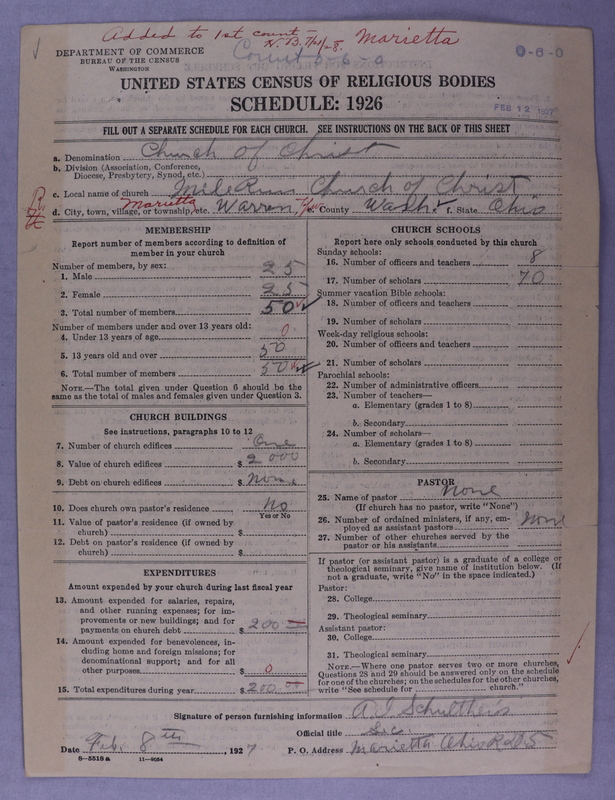 Added to 1st count
N.B. 7/21/28. Marietta
Count 0-6-0
0-6-0
DEPARTMENT OF COMMERCE
BUREAU OF THE CENSUS
WASHINGTON
UNITED STATES CENSUS OF RELIGIOUS BODIES
SCHEDULE: 1926
FEB 12 1927
FILL OUT A SEPARATE SCHEDULE FOR EACH CHURCH. SEE INSTRUCTIONS ON THE BACK OF THIS SHEET
a. Denomination Church of Christ
b. Division (Association, Conference, Diocese, Presbytery, Synod, etc.)
c. Local name of church Mile Run Church of Christ
d. City, town, village, or township, etc. Marietta Warren, e. County Wash f. State Ohio
MEMBERSHIP
Report number of members according to definition of
member in your church
Number of members, by sex:
1. Male 25
2. Female 25
3. Total number of members 50
Number of members under and over 13 years old:
4. Under 13 years of age 0
5. 13 years old and over 50
6. Total number of members 50
NOTE.—The total given under Question 6 should be
same as the total of males and females given under Question 3.
CHURCH BUILDINGS
See instructions, paragraphs 10 to 12
7. Number of church edifices One
8. Value of church edifices $ 2000
9. Debt on church edifices $ None
10. Does church own pastor's residence No
Yes or No
11. Value of pastor's residence (if owned by
church) $
12. Debt on pastor's residence (if owned by
church) $
EXPENDITURES
Amount expended by your church during last fiscal year
13. Amount expended for salaries, repairs,
and other running expenses; for im-
provements or new buildings; and for
payments on church debt $ 200
14. Amount expended for benevolences, in-
cluding home and foreign missions; for
denominational support; and for all
other purposes. $ 0
15. Total expenditures during year $ 200.00
CHURCH SCHOOLS
Report here only schools conducted by this church
Sunday schools:
16. Number of officers and teachers 8
17. Number of scholars 70
Summer vacation Bible schools:
18. Number of officers and teachers
19. Number of scholars
Week-day religious schools:
20. Number of officers and teachers
21. Number of scholars
Parochial schools:
22. Number of administrative officers
23. Number of teachers—
a. Elementary (grades 1 to 8)
b. Secondary
24. Number of scholars—
a. Elementary (grades 1 to 8)
b. Secondary
PASTOR
25. Name of pastor None
(If church has no pastor, write "None")
26. Number of ordained ministers, if any, em-
ployed as assistant pastors None
27. Number of other churches served by the
pastor or his assistants
If pastor (or assistant pastor) is a graduate of a college or
theological seminary, give name of institution below. (If
not a graduate, write "No" in the space indicated.)
Pastor:
28. College
29. Theological seminary
Assistant pastor:
30. College
31. Theological seminary
NOTE.—Where one pastor serves two or more churches,
Questions 28 and 29 should be answered only on the schedule
for one of the churches; on the schedules for the other churches,
write "See schedule for church."
Signature of person furnishing information A. J. Schultheis
Official title Sec.
Date Feb. 8th, 1927 P. O. Address Marietta Ohio Rd 5
8-5518a 11-9054